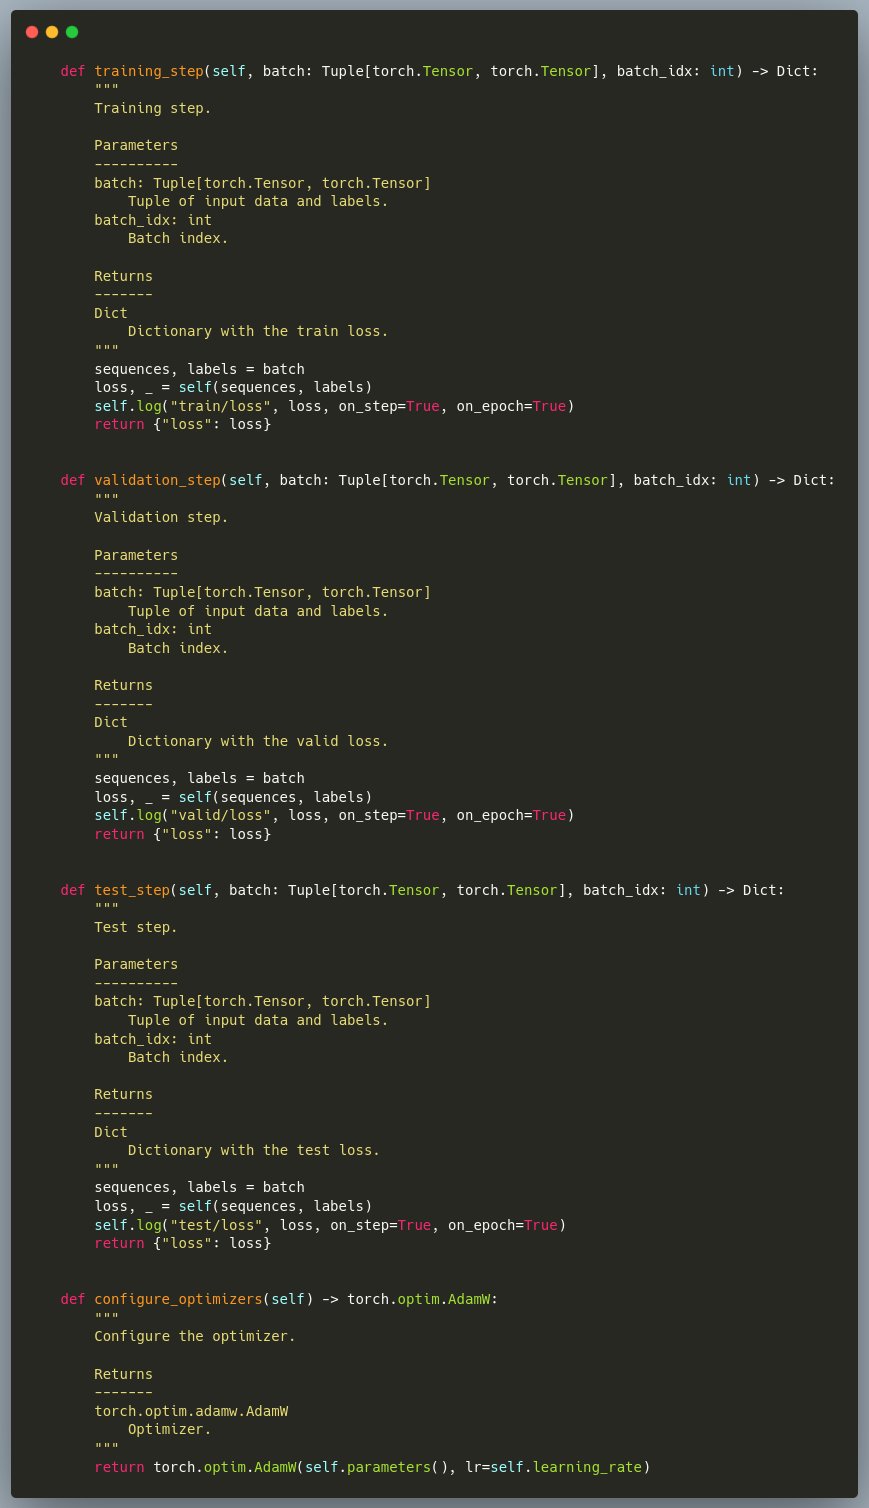 def training_step(self, batch: Tuple[torch.Tensor, torch.Tensor], batch_idx: int) -> Dict:
"""
Training step.
Parameters
----------
batch: Tuple[torch.Tensor, torch.Tensor]
Tuple of input data and labels.
batch_idx: int
Batch index.
Returns
-------
Dict
Dictionary with the train loss.
"""
sequences, labels = batch
loss, _ = self(sequences, labels)
self.log("train/loss", loss, on_step=True, on_epoch=True)
return {"loss": loss}
def validation_step(self, batch: Tuple[torch.Tensor, torch.Tensor], batch_idx: int) -> Dict:
"""
Validation step.
Parameters
----------
batch: Tuple[torch.Tensor, torch.Tensor]
Tuple of input data and labels.
batch_idx: int
Batch index.
Returns
-------
Dict
Dictionary with the valid loss.
"""
sequences, labels = batch
loss, _ = self(sequences, labels)
self.log("valid/loss", loss, on_step=True, on_epoch=True)
return {"loss": loss}
def test_step(self, batch: Tuple[torch.Tensor, torch.Tensor], batch_idx: int) -> Dict:
"""
Test step.
Parameters
----------
batch: Tuple[torch.Tensor, torch.Tensor]
Tuple of input data and labels.
batch_idx: int
Batch index.
Returns
-------
Dict
Dictionary with the test loss.
"""
sequences, labels = batch
loss, _ = self(sequences, labels)
self.log("test/loss", loss, on_step=True, on_epoch=True)
return {"loss": loss}
def configure_optimizers(self) -> torch.optim.AdamW:
"""
Configure the optimizer.
Returns
-------
torch.optim.adamw.AdamW
Optimizer.
"""
return torch.optim.AdamW(self.parameters(), lr=self.learning_rate)